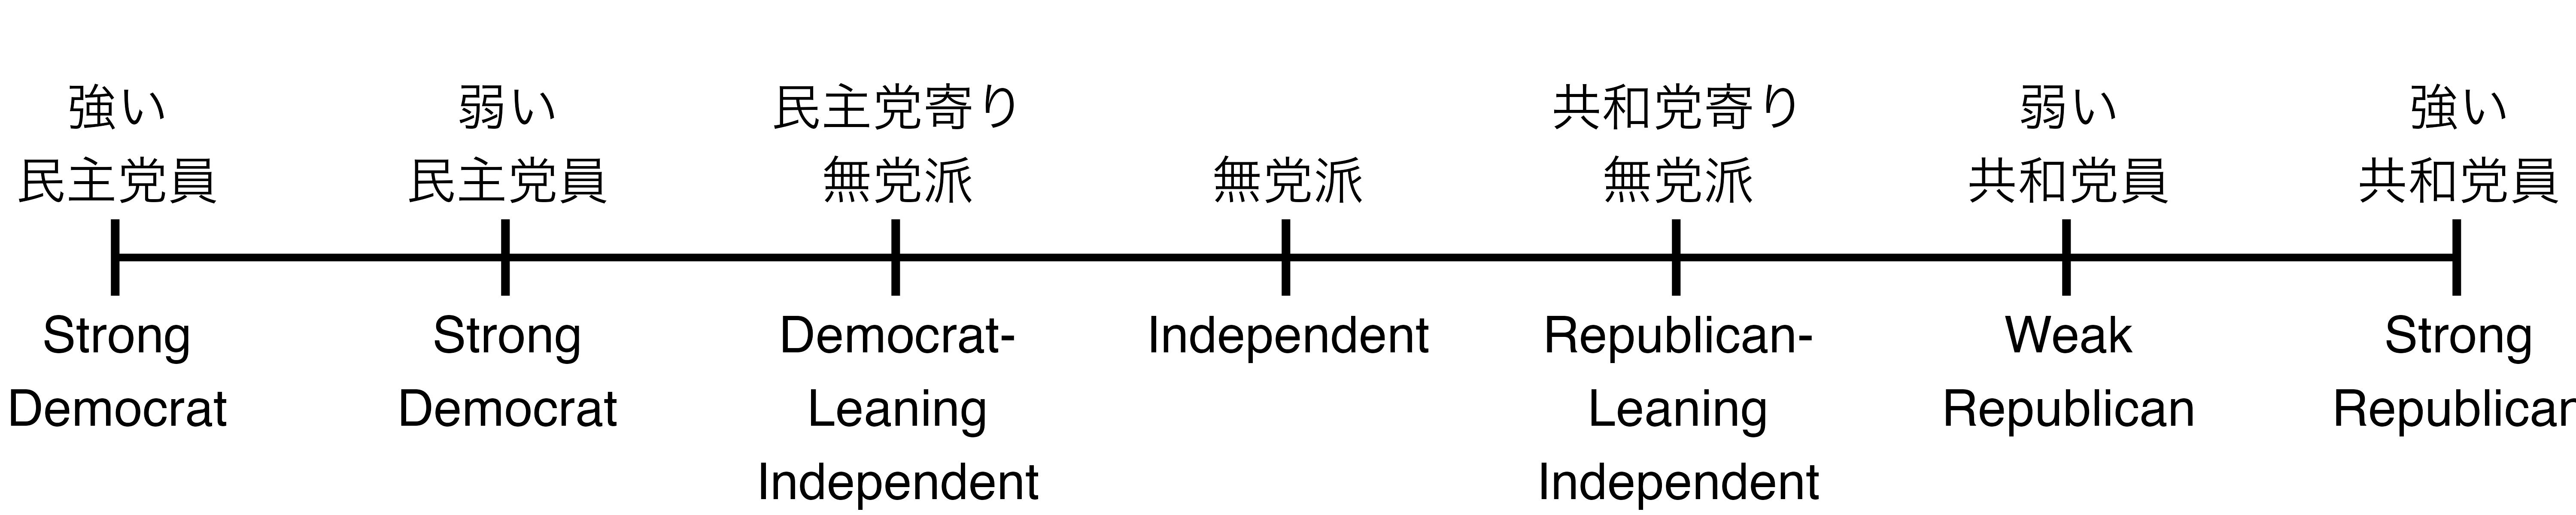 強い
民主党員
弱い
民主党員
民主党寄り
無党派
無党派
共和党寄り
無党派
弱い
共和党員
強い
共和党員
Strong
Democrat
Strong
Democrat
Democrat-
Leaning
Independent
Independent
Republican-
Leaning
Independent
Weak
Republican
Strong
Republican